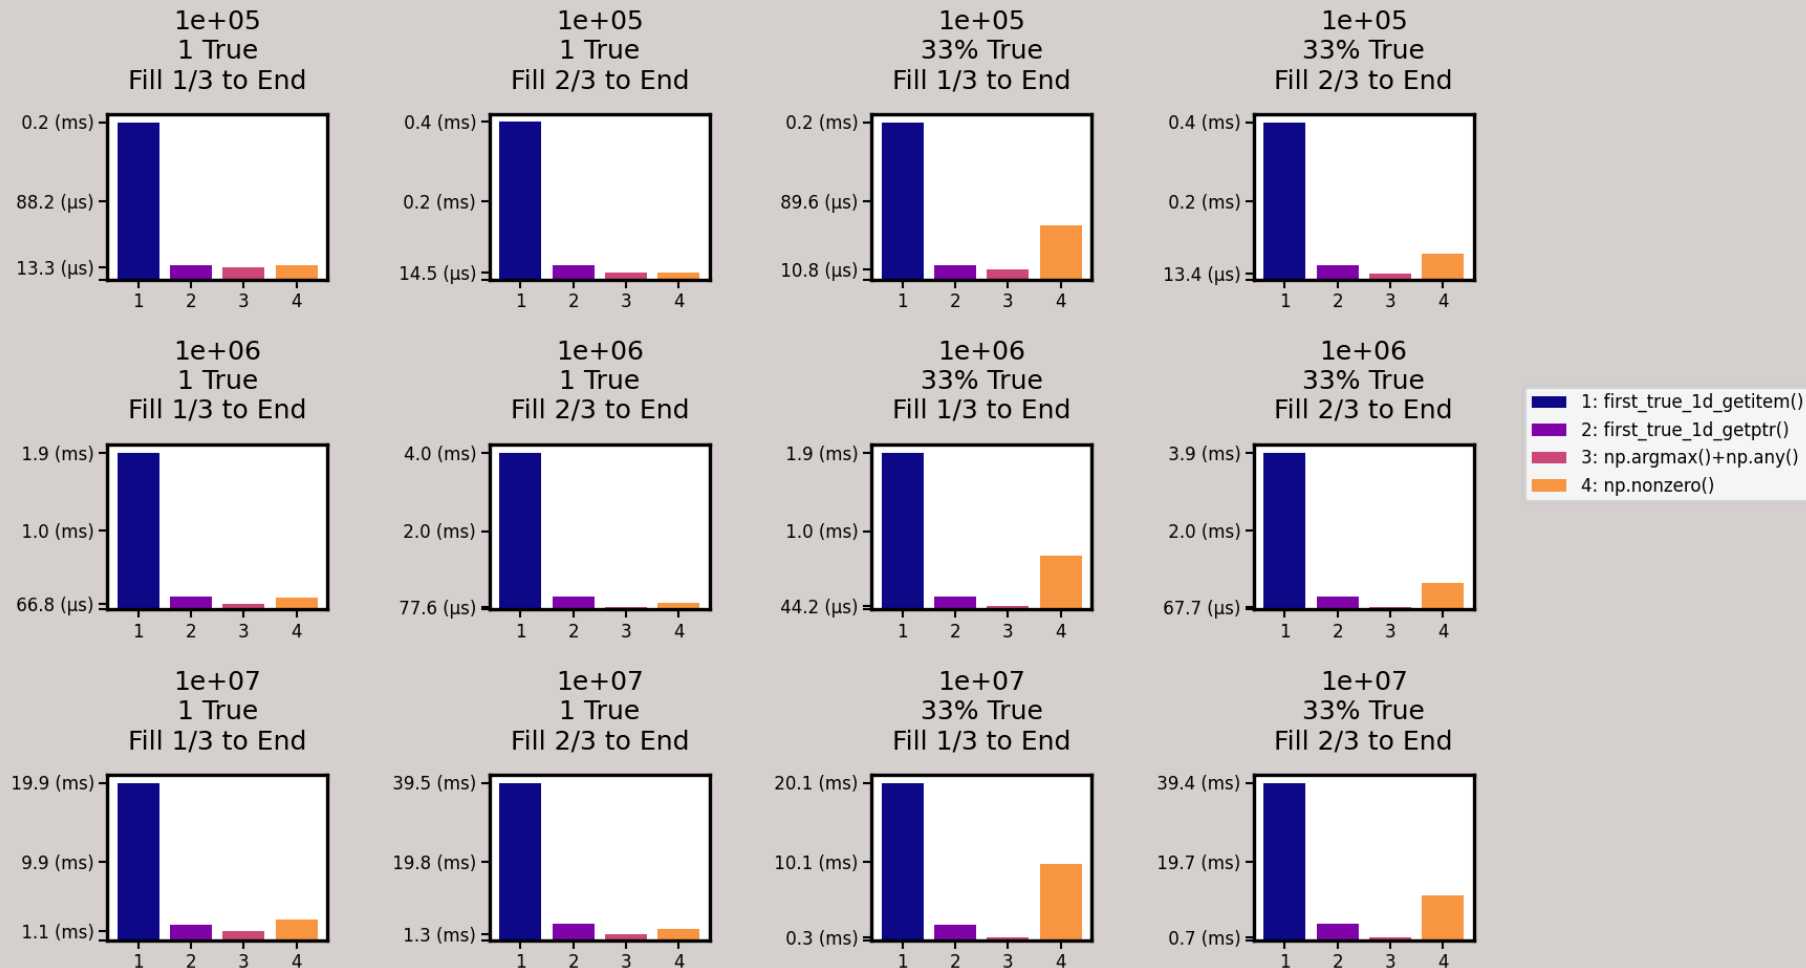 1e+05
1 True
Fill 1/3 to End
0.2 (ms)
88.2 (µs)
13.3 (µs)
1 2 3 4
1e+05
1 True
Fill 2/3 to End
0.4 (ms)
0.2 (ms)
14.5 (µs)
1 2 3 4
1e+05
33% True
Fill 1/3 to End
0.2 (ms)
89.6 (µs)
10.8 (µs)
1 2 3 4
1e+05
33% True
Fill 2/3 to End
0.4 (ms)
0.2 (ms)
13.4 (µs)
1 2 3 4
1e+06
1 True
Fill 1/3 to End
1.9 (ms)
1.0 (ms)
66.8 (µs)
1 2 3 4
1e+06
1 True
Fill 2/3 to End
4.0 (ms)
2.0 (ms)
77.6 (µs)
1 2 3 4
1e+06
33% True
Fill 1/3 to End
1.9 (ms)
1.0 (ms)
44.2 (µs)
1 2 3 4
1e+06
33% True
Fill 2/3 to End
3.9 (ms)
2.0 (ms)
67.7 (µs)
1 2 3 4
1: first_true_1d_getitem()
2: first_true_1d_getptr()
3: np.argmax()+np.any()
4: np.nonzero()
1e+07
1 True
Fill 1/3 to End
19.9 (ms)
9.9 (ms)
1.1 (ms)
1 2 3 4
1e+07
1 True
Fill 2/3 to End
39.5 (ms)
19.8 (ms)
1.3 (ms)
1 2 3 4
1e+07
33% True
Fill 1/3 to End
20.1 (ms)
10.1 (ms)
0.3 (ms)
1 2 3 4
1e+07
33% True
Fill 2/3 to End
39.4 (ms)
19.7 (ms)
0.7 (ms)
1 2 3 4